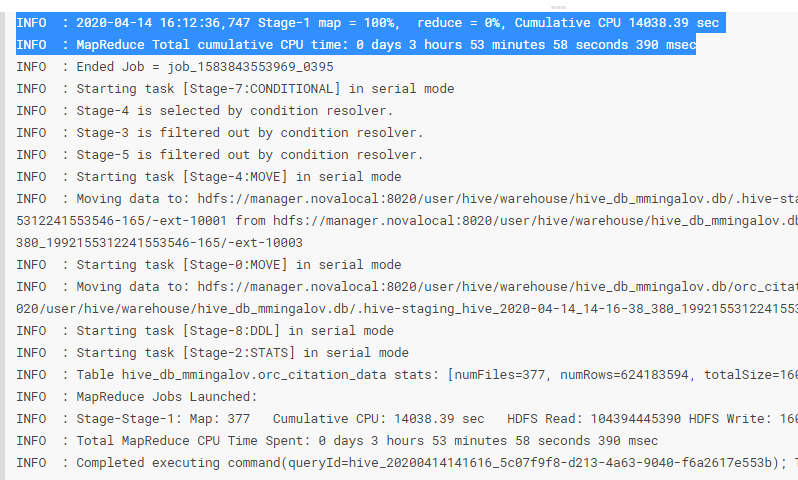 INFO  : 2020-04-14 16:12:36,747 Stage-1 map = 100%,  reduce = 0%, Cumulative CPU 14038.39 sec
INFO  : MapReduce Total cumulative CPU time: 0 days 3 hours 53 minutes 58 seconds 390 msec
INFO  : Ended Job = job_1583843553969_0395
INFO  : Starting task [Stage-7:CONDITIONAL] in serial mode
INFO  : Stage-4 is selected by condition resolver.
INFO  : Stage-3 is filtered out by condition resolver.
INFO  : Stage-5 is filtered out by condition resolver.
INFO  : Starting task [Stage-4:MOVE] in serial mode
INFO  : Moving data to: hdfs://manager.novalocal:8020/user/hive/warehouse/hive_db_mmingalov.db/.hive-sta
5312241553546-165/-ext-10001 from hdfs://manager.novalocal:8020/user/hive/warehouse/hive_db_mmingalov.db
380_1992155312241553546-165/-ext-10003
INFO  : Starting task [Stage-0:MOVE] in serial mode
INFO  : Moving data to: hdfs://manager.novalocal:8020/user/hive/warehouse/hive_db_mmingalov.db/orc_citat
020/user/hive/warehouse/hive_db_mmingalov.db/.hive-staging_hive_2020-04-14_14-16-38_380_1992155312241553
INFO  : Starting task [Stage-8:DDL] in serial mode
INFO  : Starting task [Stage-2:STATS] in serial mode
INFO  : Table hive_db_mmingalov.orc_citation_data stats: [numFiles=377, numRows=624183594, totalSize=160
INFO  : MapReduce Jobs Launched:
INFO  : Stage-Stage-1: Map: 377   Cumulative CPU: 14038.39 sec   HDFS Read: 104394445390 HDFS Write: 160
INFO  : Total MapReduce CPU Time Spent: 0 days 3 hours 53 minutes 58 seconds 390 msec
INFO  : Completed executing command(queryId=hive_20200414141616_5c07f9f8-d213-4a63-9040-f6a2617e553b); T